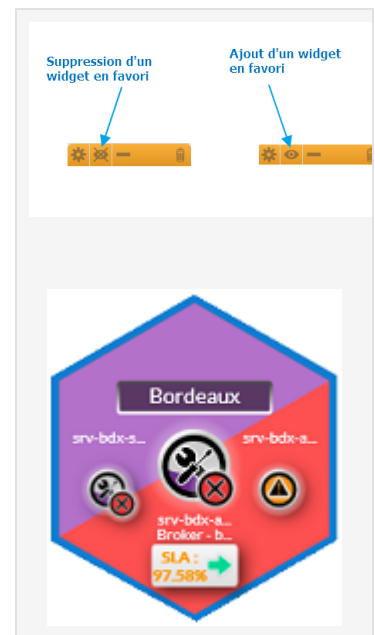 Suppression d'un
widget en favori
Ajout d'un widget
en favori
Bordeaux
srv-bdx-s...
srv-bdx-a...
srv-bdx-a...
Broker - b...
SLA :
97.58%